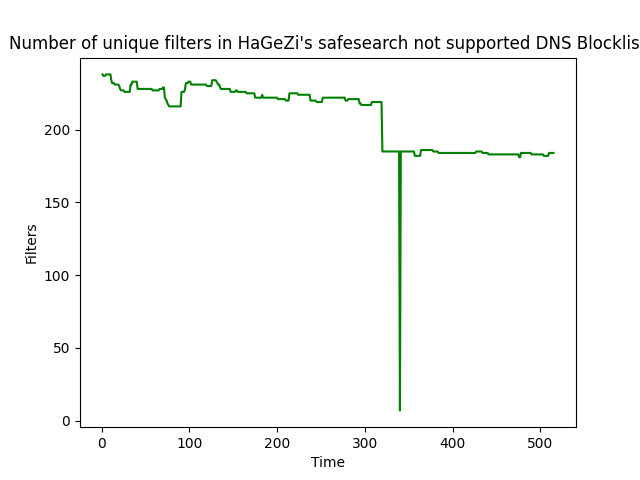 Number of unique filters in HaGeZi's safesearch not supported DNS Blocklis
200
150
100
50
0
Filters
0 100 200 300 400 500
Time